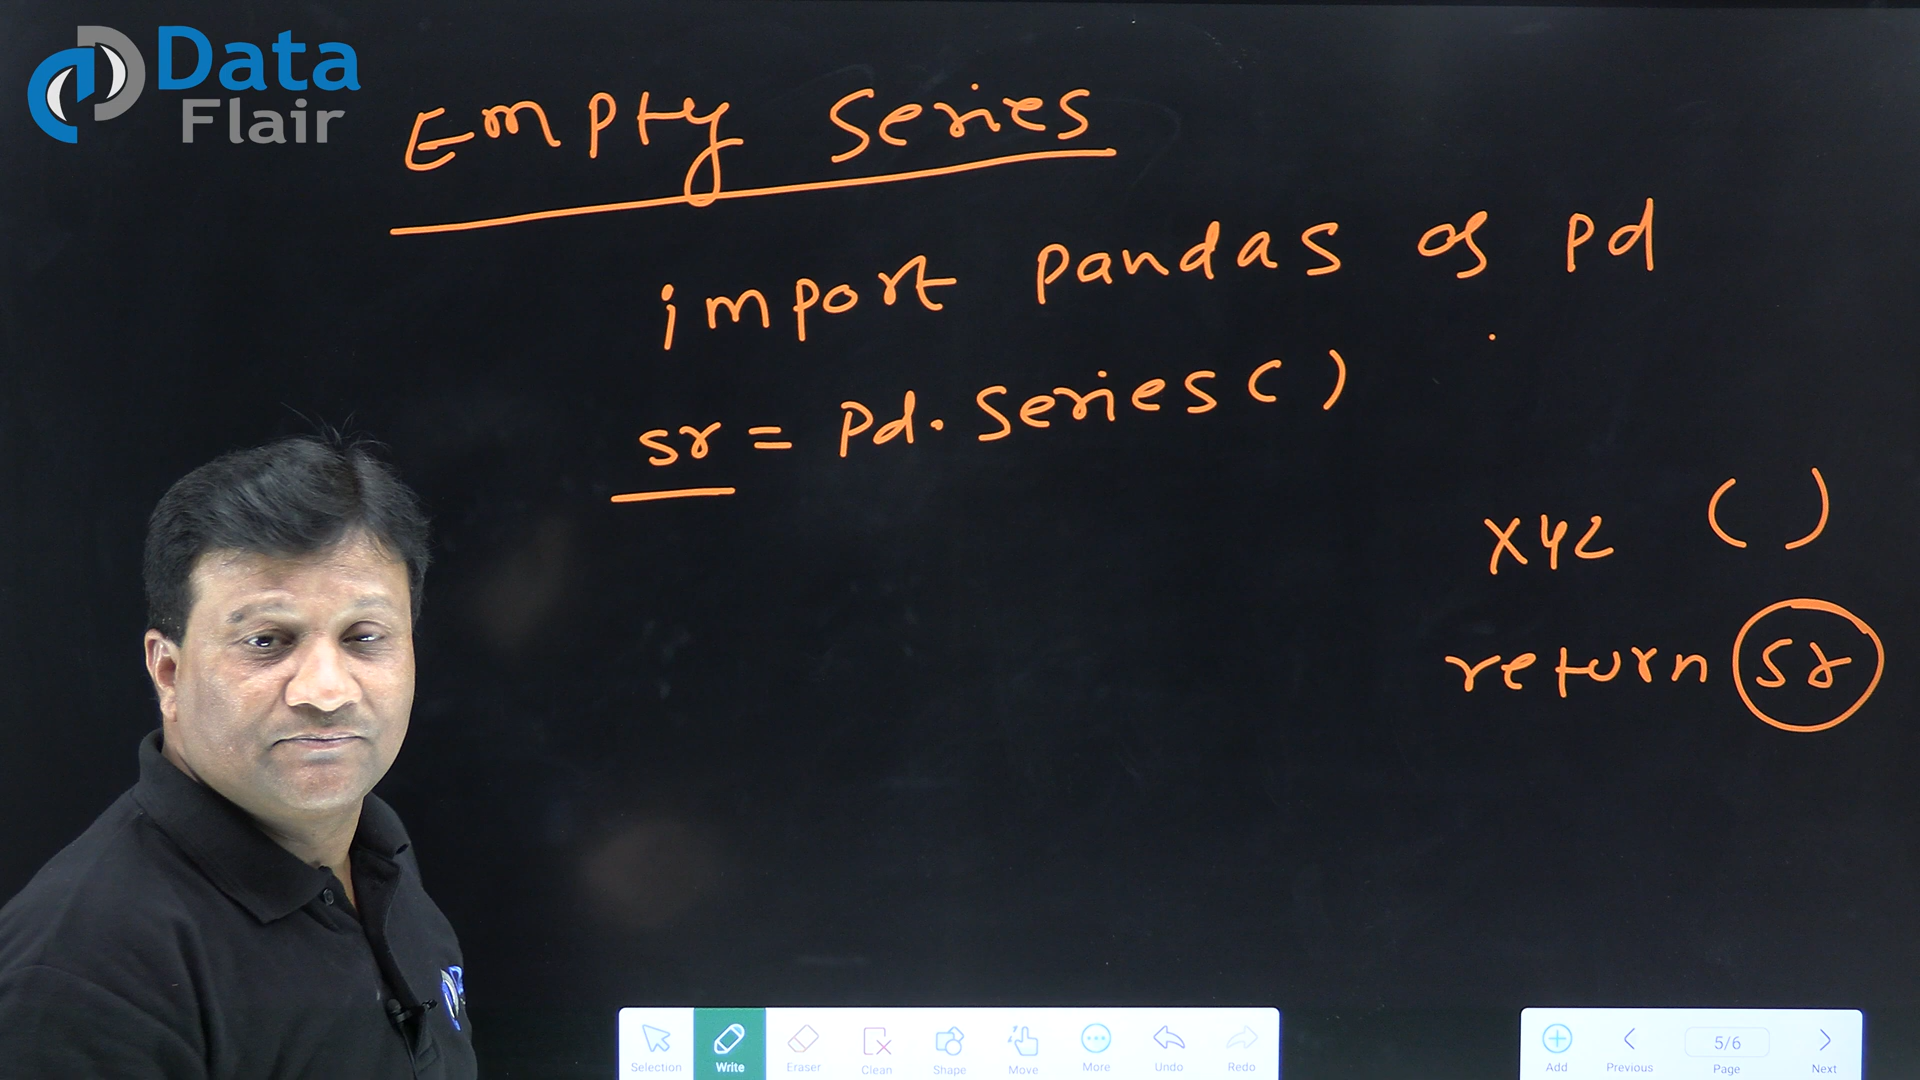 Data
Flair
Empty Series
import pandas as pd
sr = pd.Series( )
xyz ( )
return sr
Selection Write Eraser Clean Shape Move More Undo Redo
Add Previous 5/6 Page Next